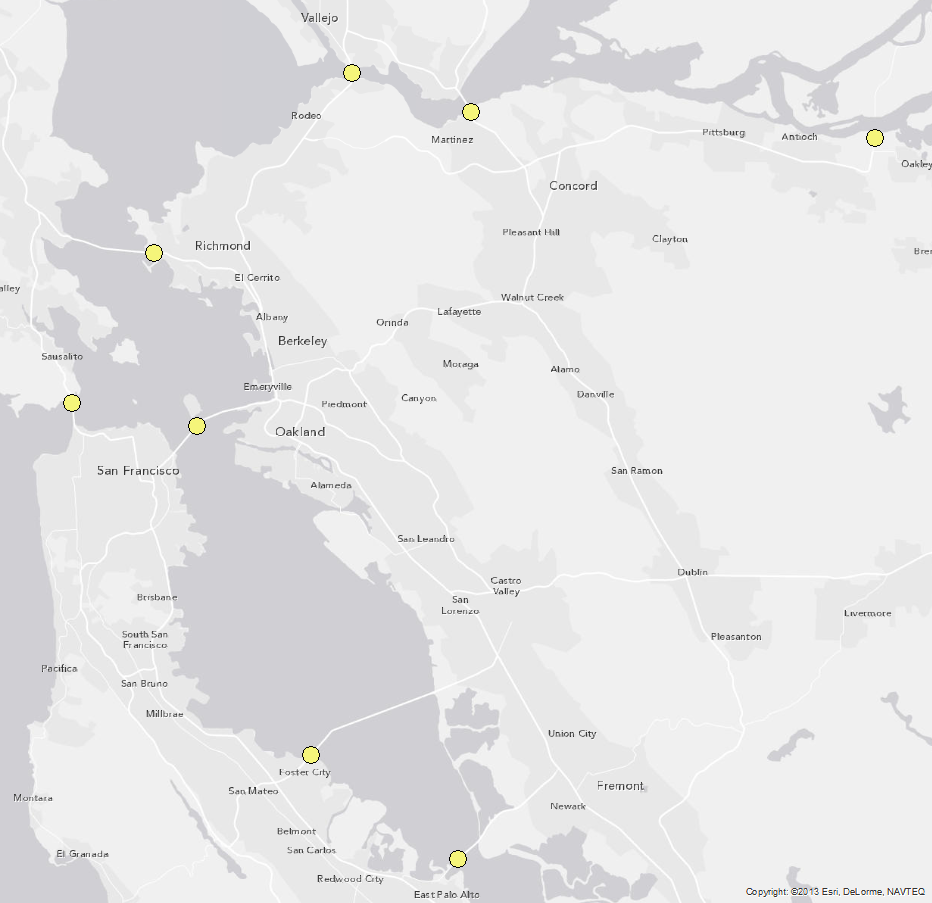 Vallejo
Rodeo
Martinez
Pittsburg
Antioch
Oakley
Concord
Pleasant Hill
Clayton
Richmond
Bren
El Cerrito
alley
Walnut Creek
Lafayette
Albany
Orinda
Berkeley
Sausalito
Moraga
Alamo
Emeryville
Danville
Canyon
Piedmont
Oakland
San Francisco
San Ramon
Alameda
San Leandro
Dublin
Castro
Valley
Brisbane
San
Lorenzo
Livermore
South San
Francisco
Pleasanton
Pacifica
San Bruno
Millbrae
Union City
Foster City
Fremont
San Mateo
Montara
Newark
Belmont
San Carlos
El Granada
Redwood City
East Palo Alto
Copyright: ©2013 Esri, DeLorme, NAVTEQ